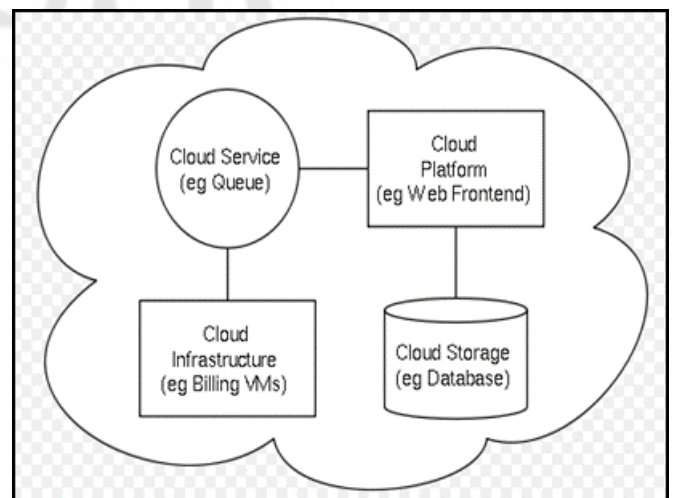 Cloud Service
(eg Queue)
Cloud
Platform
(eg Web Frontend)
Cloud
Infrastructure
(eg Billing VMs)
Cloud Storage
(eg Database)